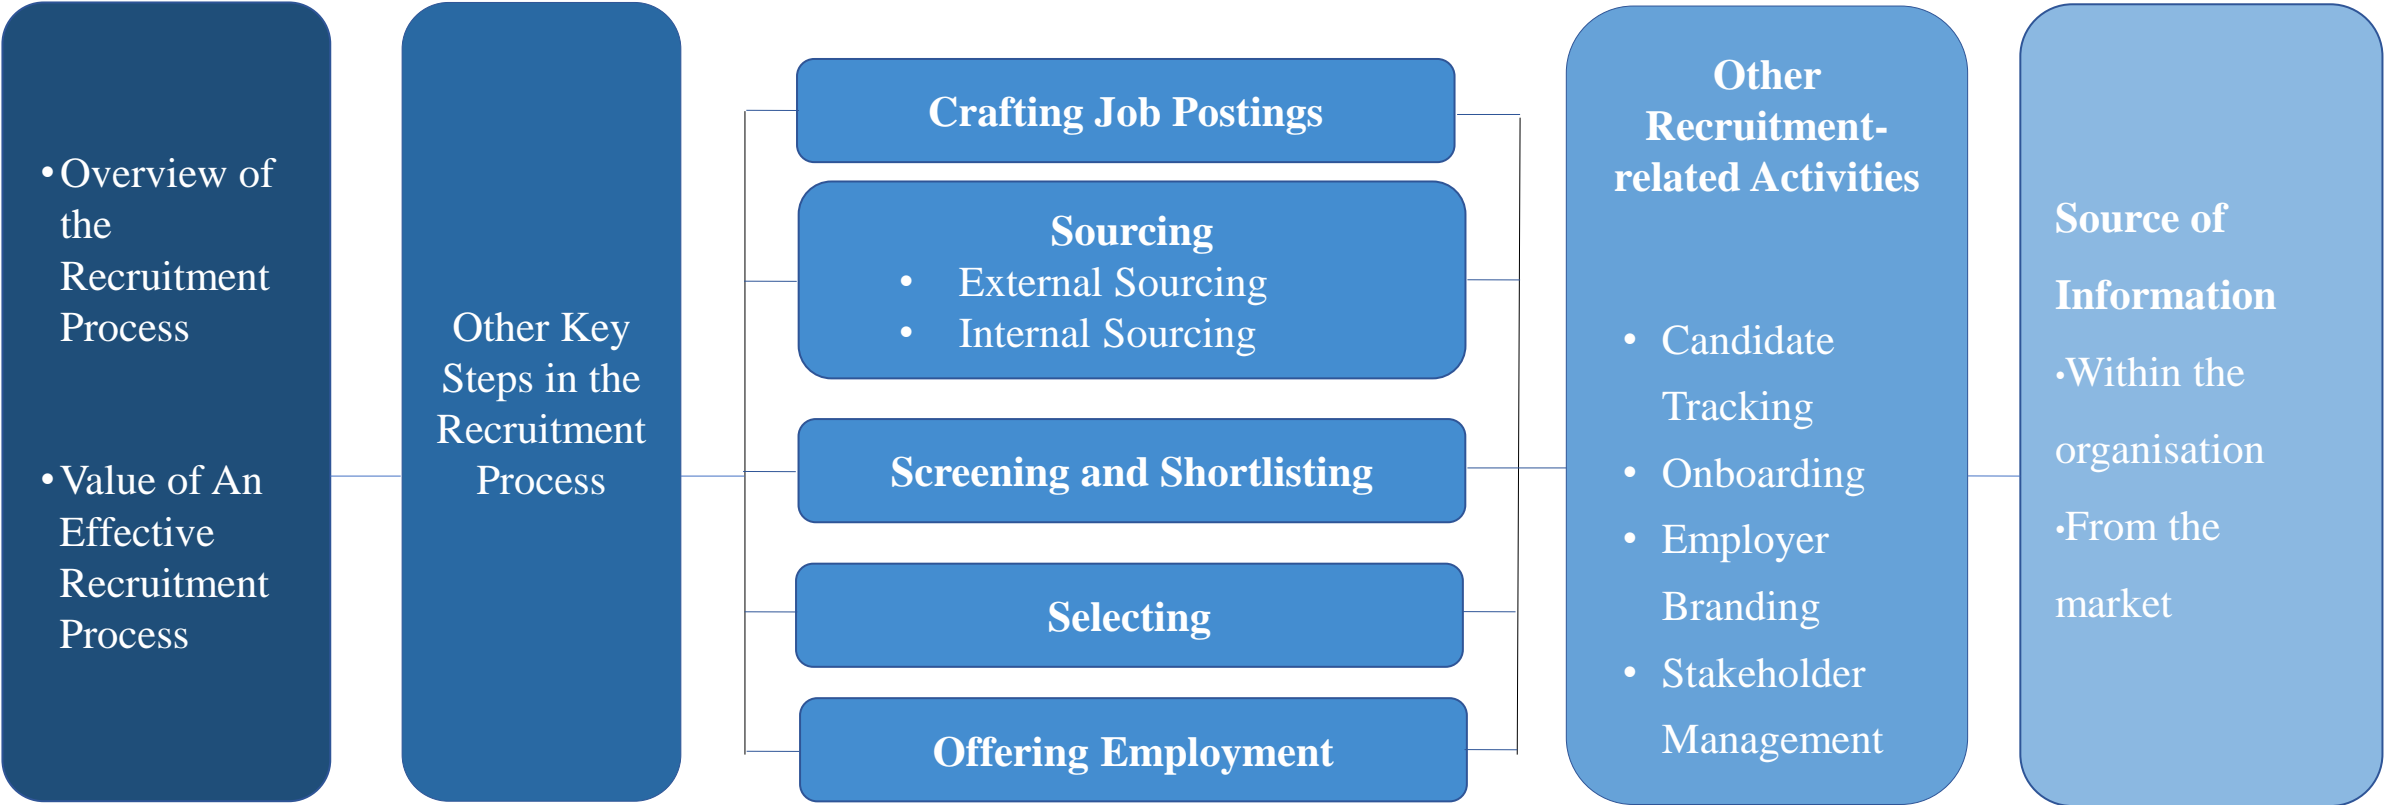 •Overview of
the
Recruitment
Process
•Value of An
Effective
Recruitment
Process
Other Key
Steps in the
Recruitment
Process
Crafting Job Postings
Sourcing
• External Sourcing
• Internal Sourcing
Screening and Shortlisting
Selecting
Offering Employment
Other
Recruitment-
related Activities
• Candidate
Tracking
• Onboarding
• Employer
Branding
• Stakeholder
Management
Source of
Information
•Within the
organisation
•From the
market